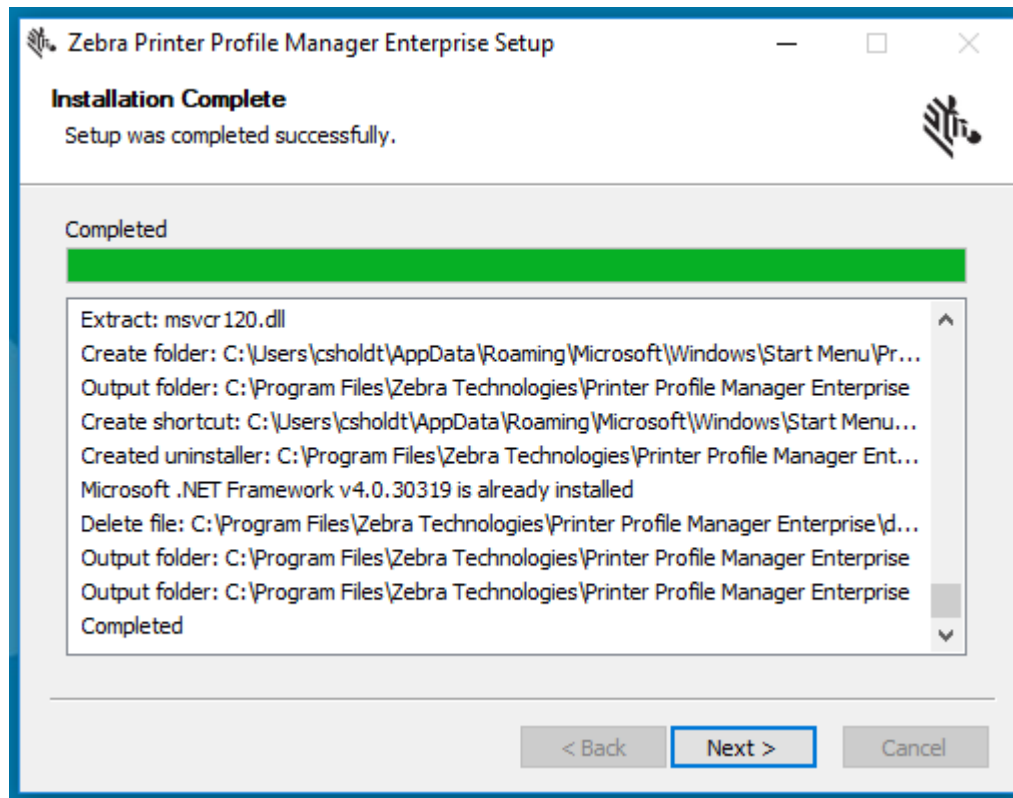 Zebra Printer Profile Manager Enterprise Setup
Installation Complete
Setup was completed successfully.
Completed
Extract: msvcr120.dll
Create folder: C:\Users\csholdt\AppData\Roaming\Microsoft\Windows\Start Menu\Pr...
Output folder: C:\Program Files\Zebra Technologies\Printer Profile Manager Enterprise
Create shortcut: C:\Users\csholdt\AppData\Roaming\Microsoft\Windows\Start Menu...
Created uninstaller: C:\Program Files\Zebra Technologies\Printer Profile Manager Ent...
Microsoft .NET Framework v4.0.30319 is already installed
Delete file: C:\Program Files\Zebra Technologies\Printer Profile Manager Enterprise\d...
Output folder: C:\Program Files\Zebra Technologies\Printer Profile Manager Enterprise
Output folder: C:\Program Files\Zebra Technologies\Printer Profile Manager Enterprise
Completed
< Back Next > Cancel